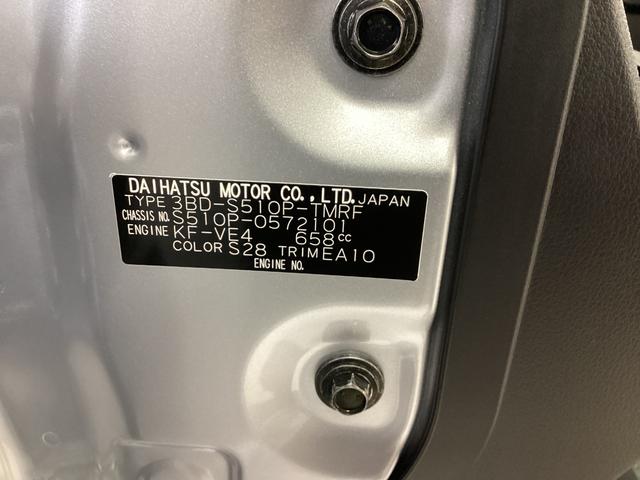 DAIHATSU MOTOR CO.,LTD. JAPAN
TYPE 3BD-S510P-TMRF
CHASSIS NO. S510P-0572101
ENGINE KF-VE4 658cc
COLOR S28 TRIM EA10
ENGINE NO.